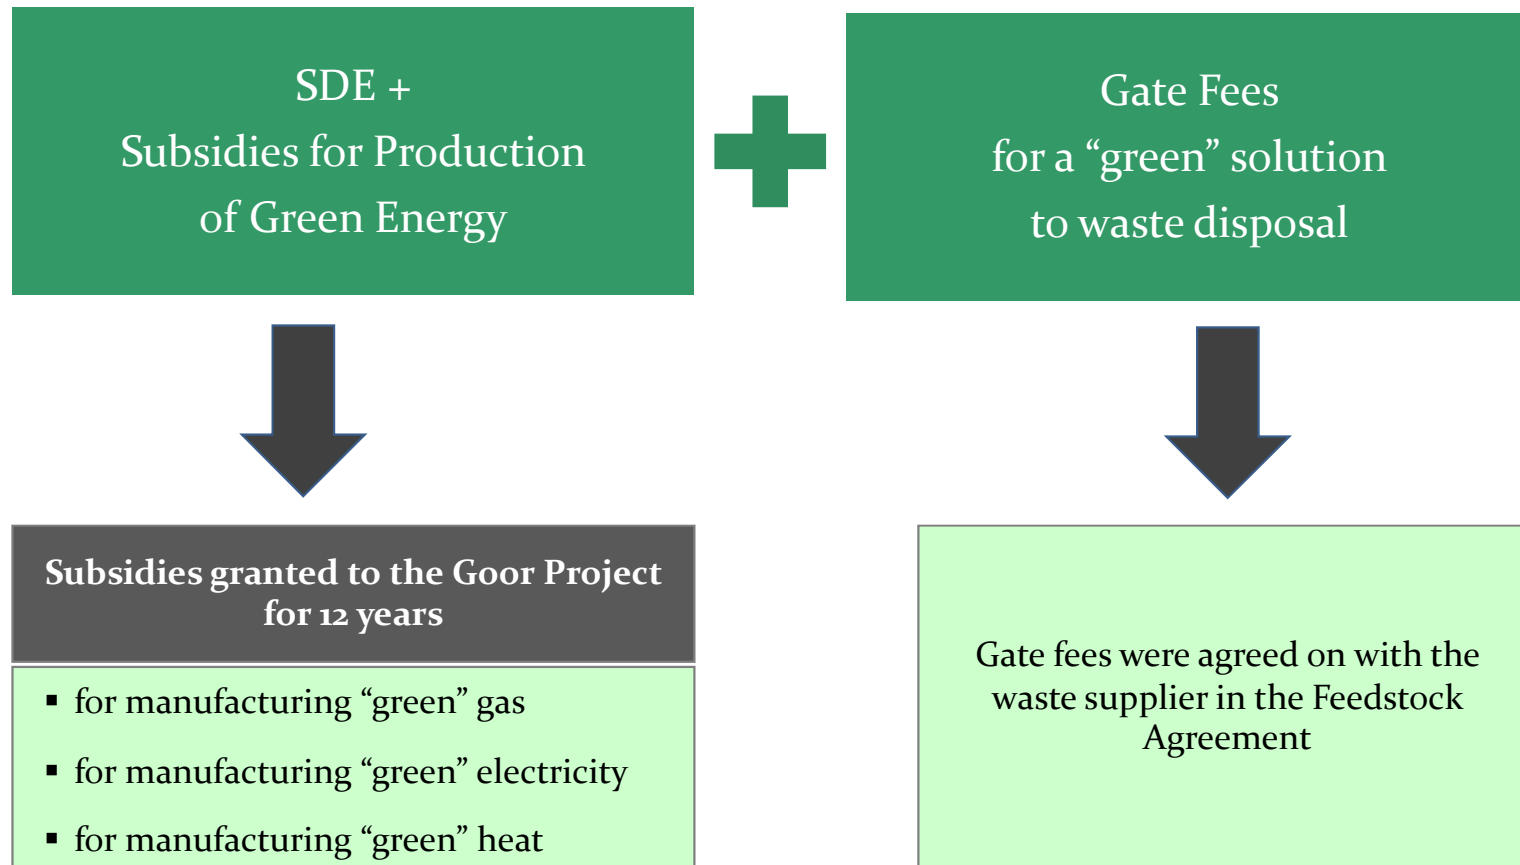 SDE +
Subsidies for Production
of Green Energy
Gate Fees
for a “green” solution
to waste disposal
Subsidies granted to the Goor Project
for 12 years
▪ for manufacturing “green” gas
▪ for manufacturing “green” electricity
▪ for manufacturing “green” heat
Gate fees were agreed on with the
waste supplier in the Feedstock
Agreement